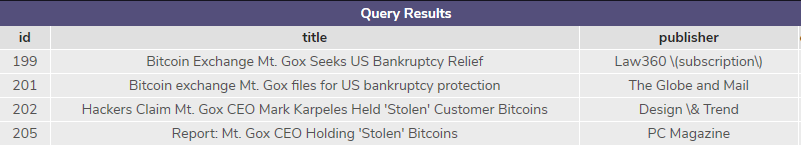 Query Results
id title publisher
199 Bitcoin Exchange Mt. Gox Seeks US Bankruptcy Relief Law360 \(subscription\)
201 Bitcoin exchange Mt. Gox files for US bankruptcy protection The Globe and Mail
202 Hackers Claim Mt. Gox CEO Mark Karpeles Held 'Stolen' Customer Bitcoins Design \& Trend
205 Report: Mt. Gox CEO Holding 'Stolen' Bitcoins PC Magazine